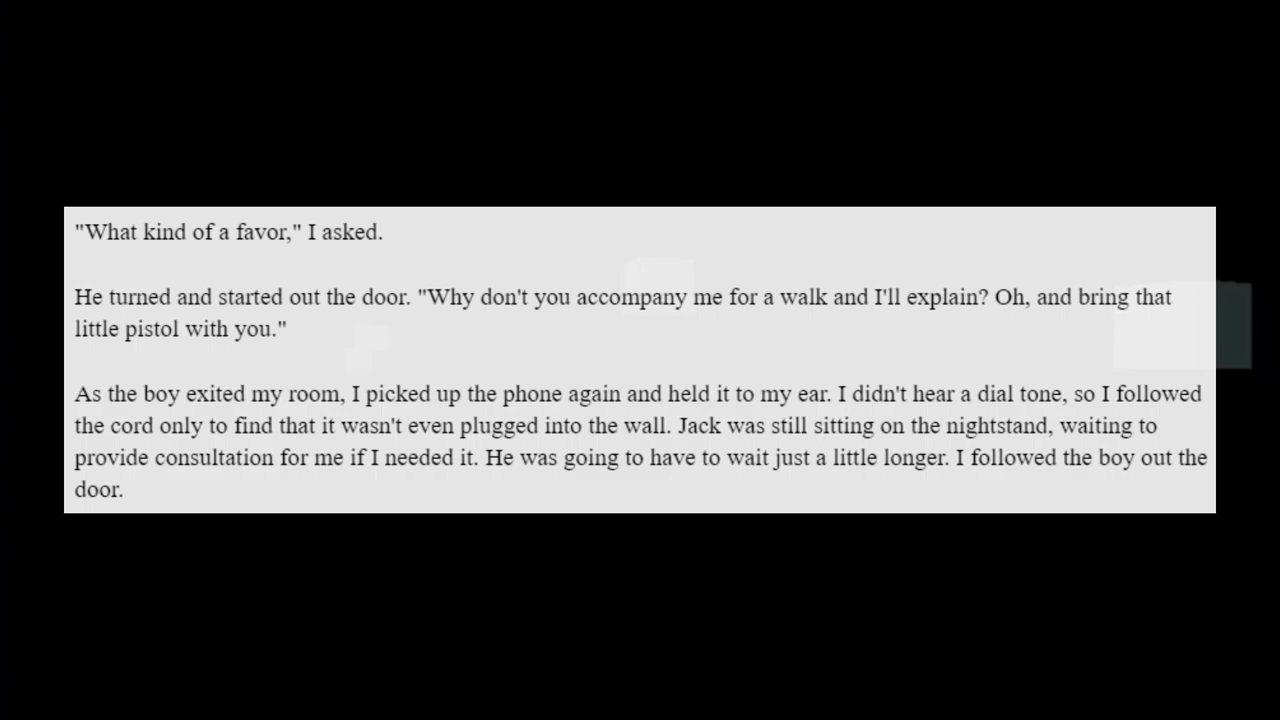 "What kind of a favor," I asked.
He turned and started out the door. "Why don't you accompany me for a walk and I'll explain? Oh, and bring that
little pistol with you."
As the boy exited my room, I picked up the phone again and held it to my ear. I didn't hear a dial tone, so I followed
the cord only to find that it wasn't even plugged into the wall. Jack was still sitting on the nightstand, waiting to
provide consultation for me if I needed it. He was going to have to wait just a little longer. I followed the boy out the
door.